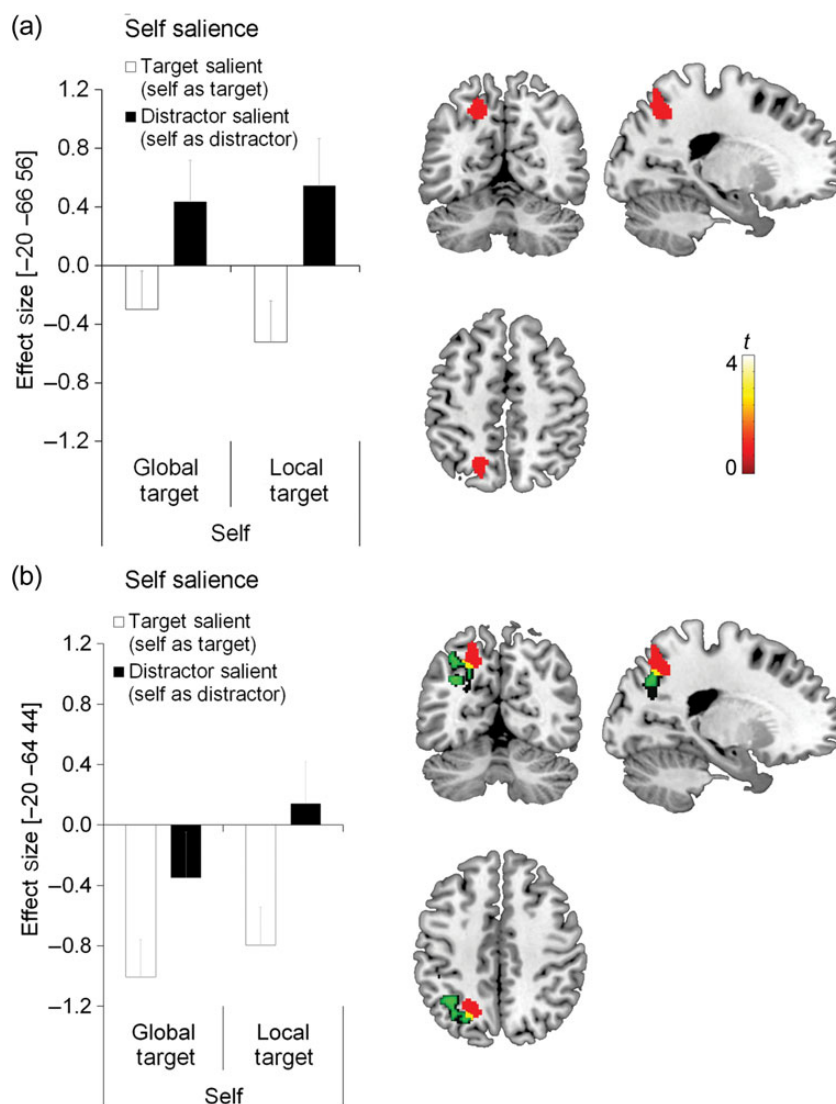 (a)
Self salience
Target salient
(self as target)
Distractor salient
(self as distractor)
Effect size [−20 −66 56]
1.2
0.8
0.4
0.0
−0.4
−0.8
−1.2
Global target
Local target
Self
t
4
0
(b)
Self salience
Target salient
(self as target)
Distractor salient
(self as distractor)
Effect size [−20 −64 44]
1.2
0.8
0.4
0.0
−0.4
−0.8
−1.2
Global target
Local target
Self